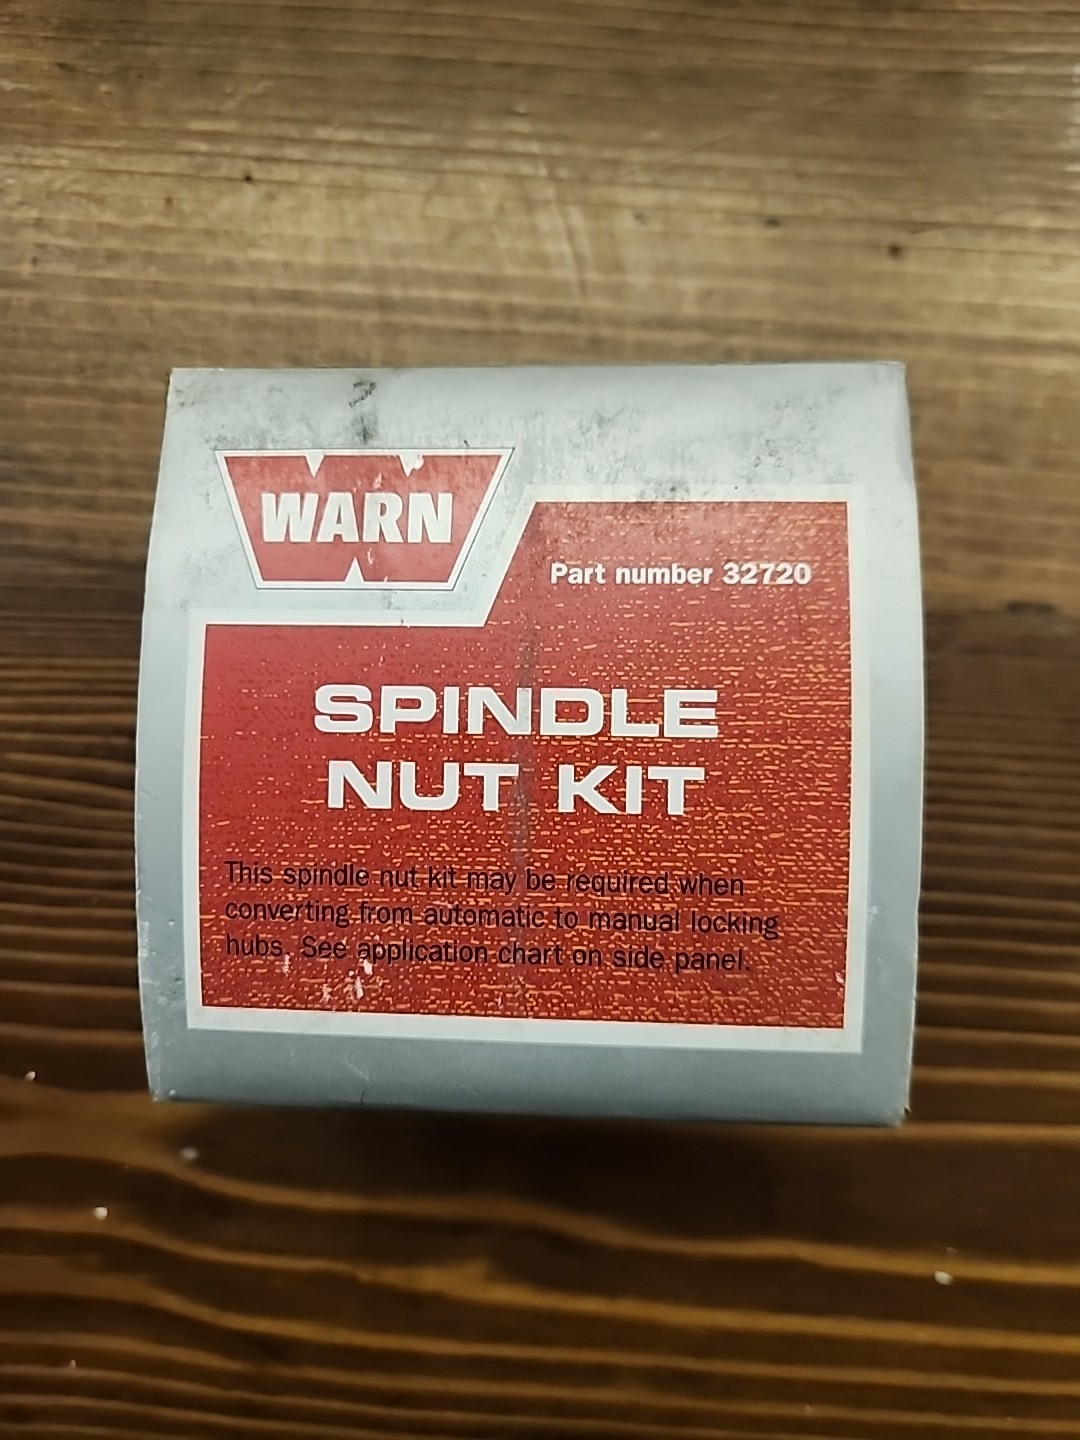 WARN
Part number 32720
SPINDLE
NUT KIT
This spindle nut kit may be required when
converting from automatic to manual locking
hubs. See application chart on side panel.